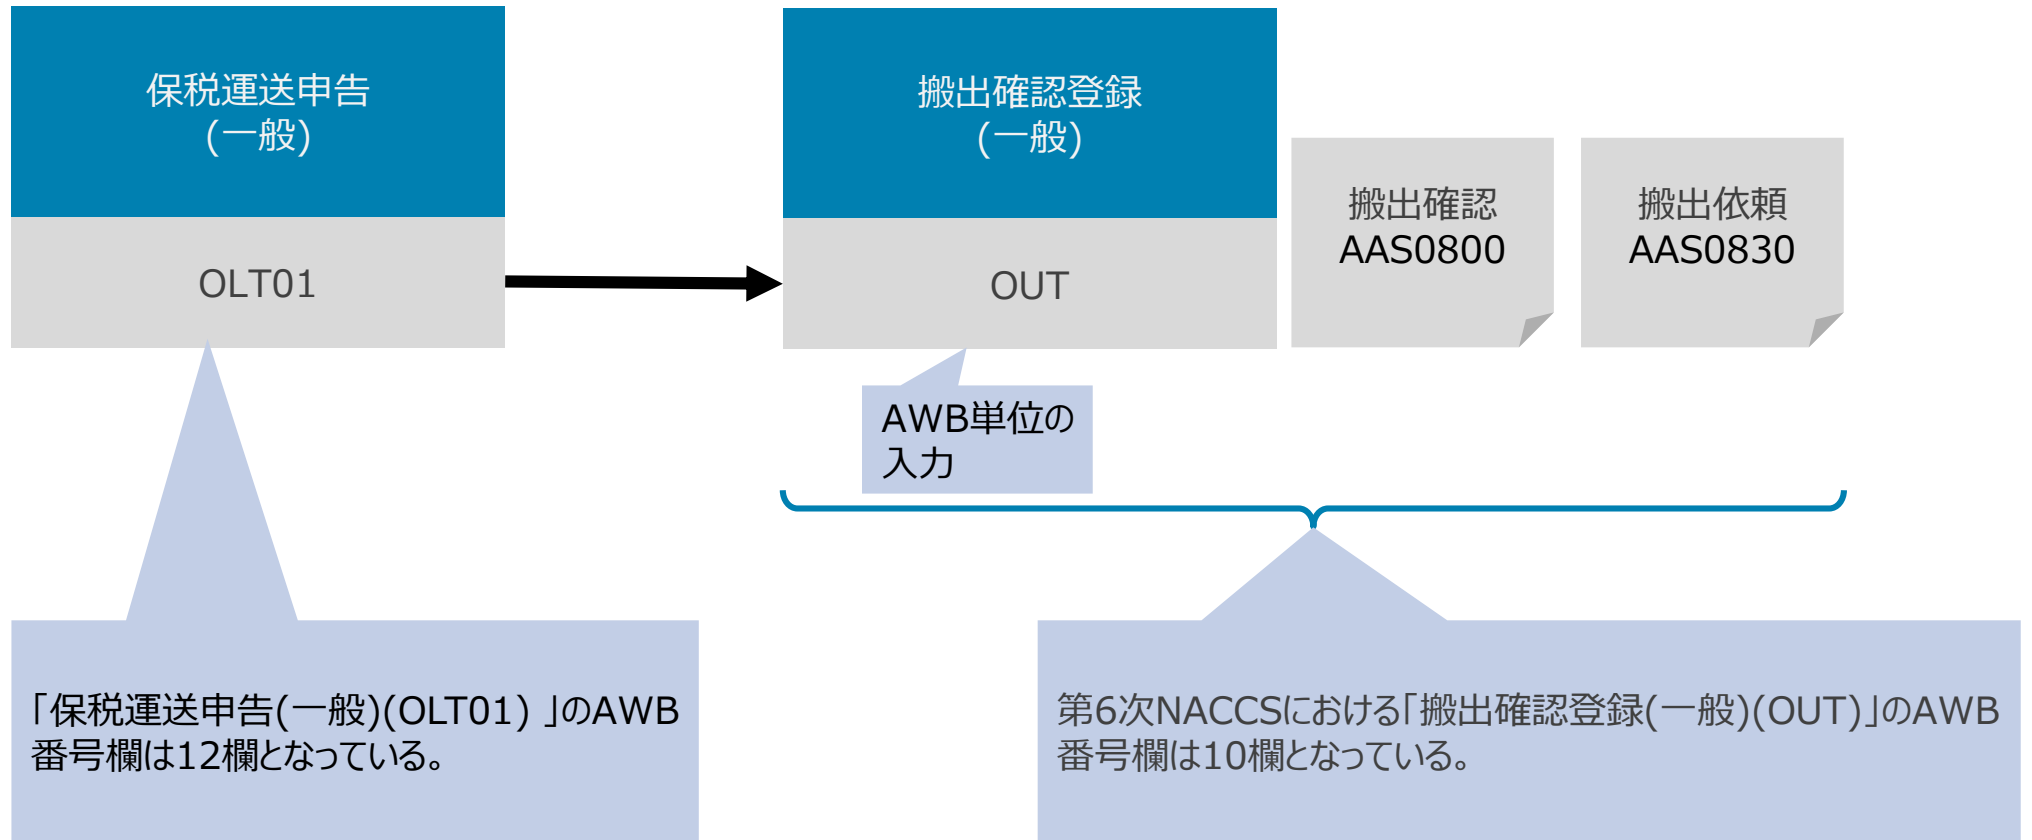 保税運送申告
(一般)
OLT01
搬出確認登録
(一般)
OUT
搬出確認
AAS0800
搬出依頼
AAS0830
AWB単位の
入力
「保税運送申告(一般)(OLT01) 」のAWB
番号欄は12欄となっている。
第6次NACCSにおける「搬出確認登録(一般)(OUT)」のAWB
番号欄は10欄となっている。